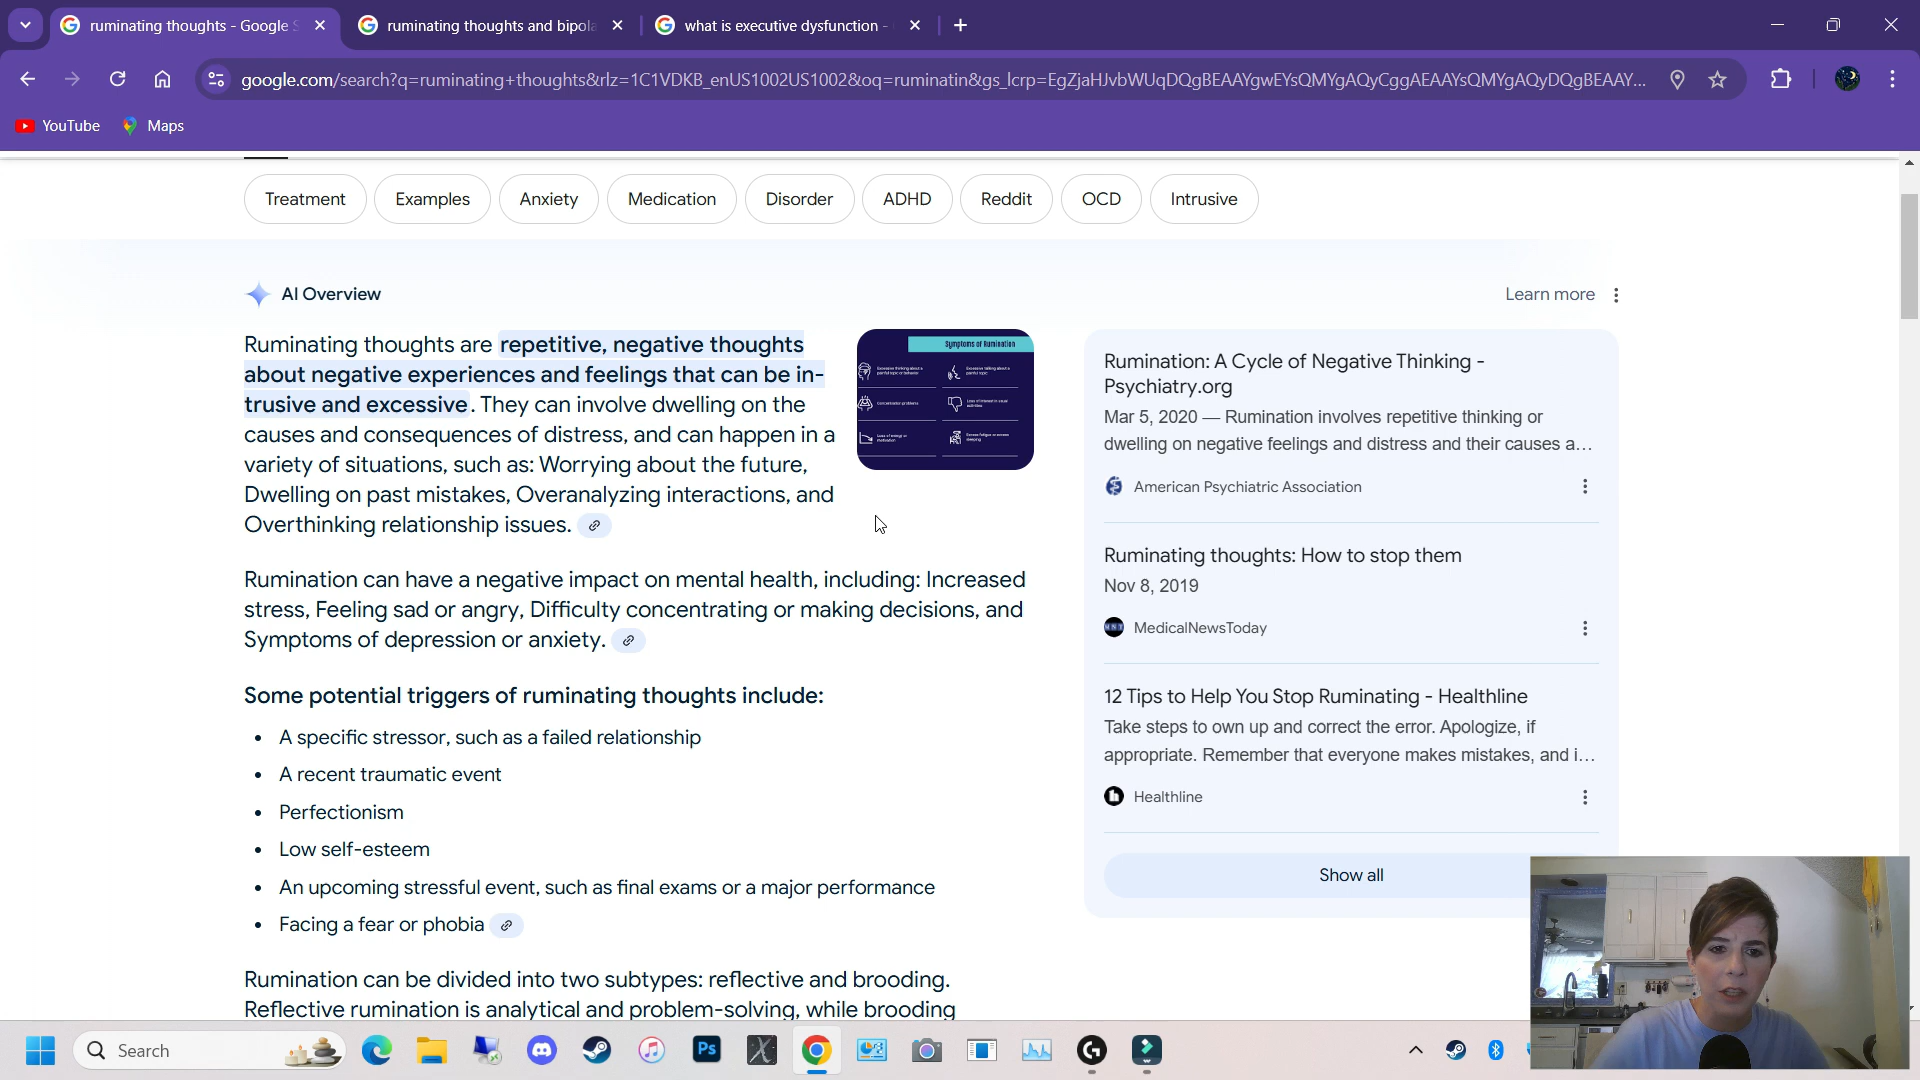 ruminating thoughts - Google S
ruminating thoughts and bipola
what is executive dysfunction -
google.com/search?q=ruminating+thoughts&rlz=1C1VDKB_enUS1002US1002&oq=ruminatin&gs_lcrp=EgZjaHJvbWUqDQgBEAAYgwEYsQMYgAQyCggAEAAYsQMYgAQyDQgBEAAY...
YouTube
Maps
Treatment
Examples
Anxiety
Medication
Disorder
ADHD
Reddit
OCD
Intrusive
AI Overview
Learn more
Ruminating thoughts are repetitive, negative thoughts
about negative experiences and feelings that can be in-
trusive and excessive. They can involve dwelling on the
causes and consequences of distress, and can happen in a
variety of situations, such as: Worrying about the future,
Dwelling on past mistakes, Overanalyzing interactions, and
Overthinking relationship issues.
Symptoms of Rumination
Rumination can have a negative impact on mental health, including: Increased
stress, Feeling sad or angry, Difficulty concentrating or making decisions, and
Symptoms of depression or anxiety.
Some potential triggers of ruminating thoughts include:
• A specific stressor, such as a failed relationship
• A recent traumatic event
• Perfectionism
• Low self-esteem
• An upcoming stressful event, such as final exams or a major performance
• Facing a fear or phobia
Rumination can be divided into two subtypes: reflective and brooding.
Reflective rumination is analytical and problem-solving, while brooding
Rumination: A Cycle of Negative Thinking -
Psychiatry.org
Mar 5, 2020 — Rumination involves repetitive thinking or
dwelling on negative feelings and distress and their causes a...
American Psychiatric Association
Ruminating thoughts: How to stop them
Nov 8, 2019
MNT
MedicalNewsToday
12 Tips to Help You Stop Ruminating - Healthline
Take steps to own up and correct the error. Apologize, if
appropriate. Remember that everyone makes mistakes, and i...
h
Healthline
Show all
Search
Ps